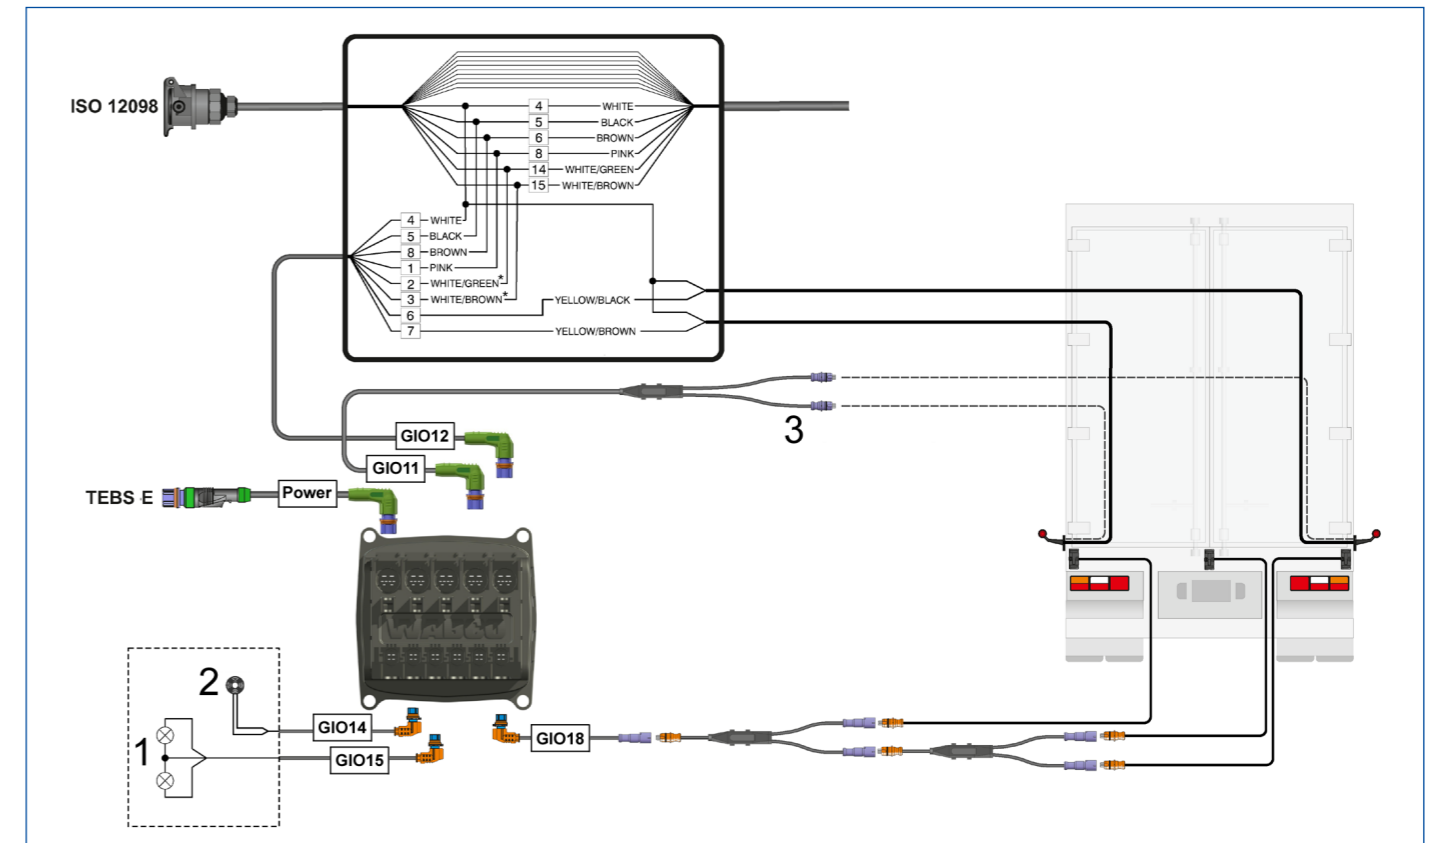 ISO 12098
4 WHITE
5 BLACK
6 BROWN
8 PINK
14 WHITE/GREEN
15 WHITE/BROWN
4 WHITE
5 BLACK
8 BROWN
1 PINK
2 WHITE/GREEN*
3 WHITE/BROWN*
6 YELLOW/BLACK
7 YELLOW/BROWN
3
GIO12
GIO11
TEBS E
Power
WABCO
2
1
GIO14
GIO15
GIO18